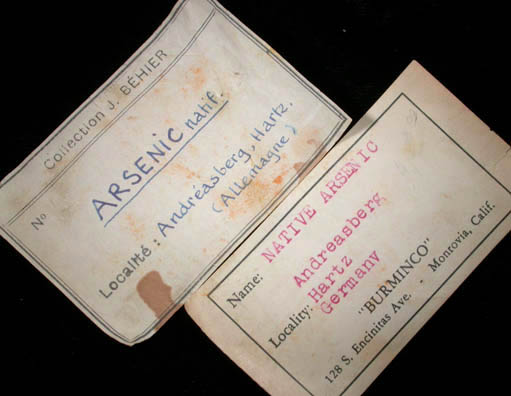 Collection J. BÉHIER
No
ARSENIC natif.
Localité: Andréasberg, Hartz.
(Allemagne)
Name: NATIVE ARSENIC
Locality: Andreasberg
Hartz
Germany
"BURMINCO"
128 S. Encinitas Ave. - Monrovia, Calif.